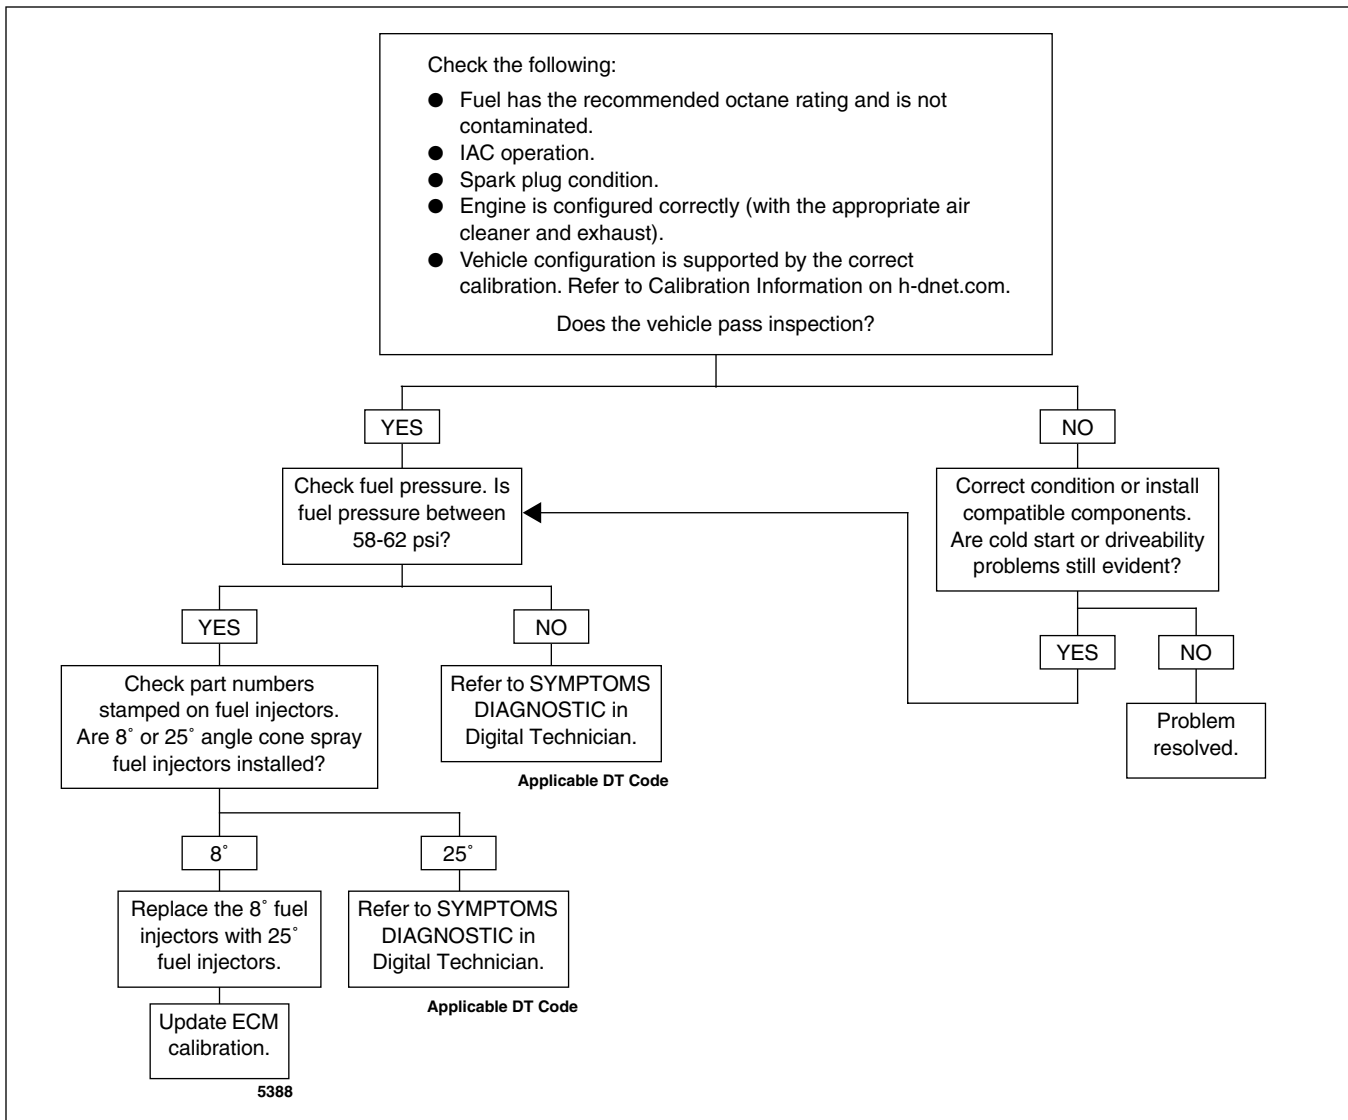 Check the following:
● Fuel has the recommended octane rating and is not
contaminated.
● IAC operation.
● Spark plug condition.
● Engine is configured correctly (with the appropriate air
cleaner and exhaust).
● Vehicle configuration is supported by the correct
calibration. Refer to Calibration Information on h-dnet.com.
Does the vehicle pass inspection?
YES
NO
Check fuel pressure. Is
fuel pressure between
58-62 psi?
Correct condition or install
compatible components.
Are cold start or driveability
problems still evident?
YES
NO
YES
NO
Check part numbers
stamped on fuel injectors.
Are 8˚ or 25˚ angle cone spray
fuel injectors installed?
Refer to SYMPTOMS
DIAGNOSTIC in
Digital Technician.
Applicable DT Code
Problem
resolved.
8˚
25˚
Replace the 8˚ fuel
injectors with 25˚
fuel injectors.
Refer to SYMPTOMS
DIAGNOSTIC in
Digital Technician.
Applicable DT Code
Update ECM
calibration.
5388